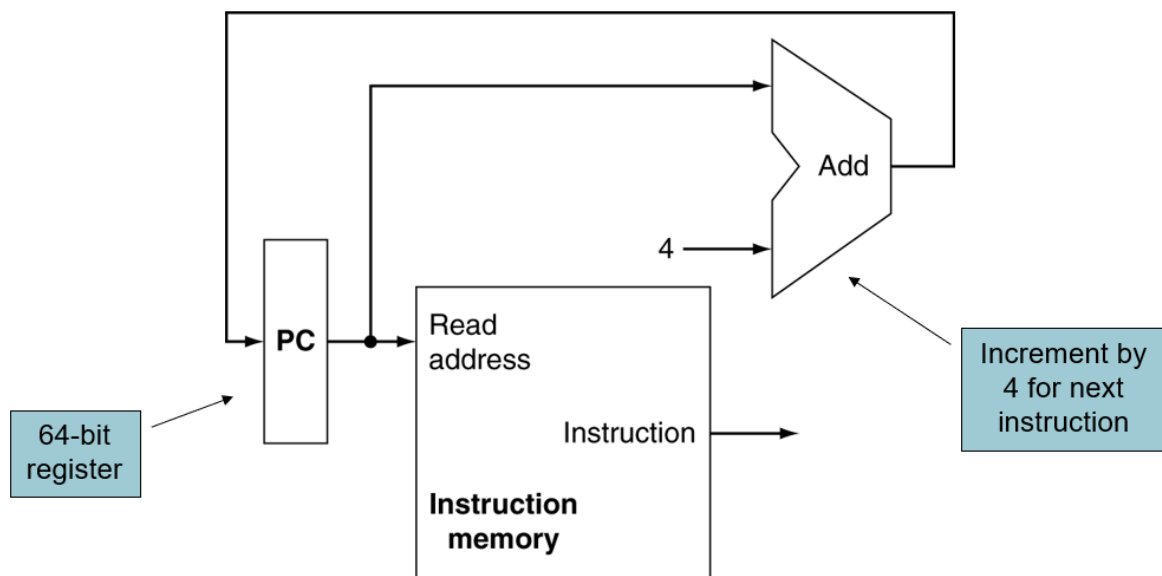 Add
4
PC
Read
address
Increment by
4 for next
instruction
64-bit
register
Instruction
Instruction
memory